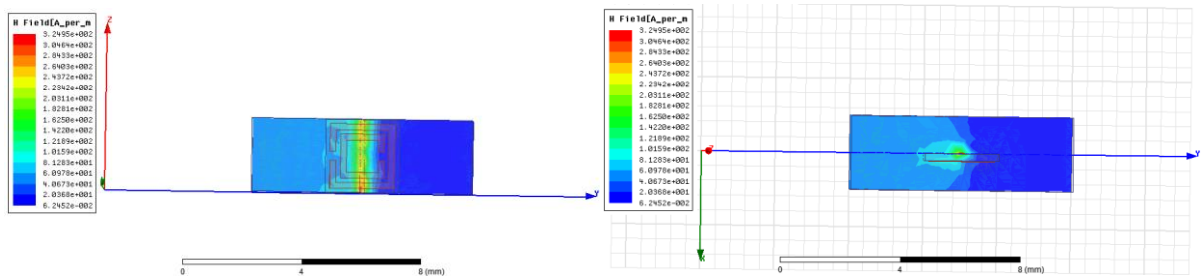 H Field[A_per_m
3.2495e+002
3.0464e+002
2.8433e+002
2.6403e+002
2.4372e+002
2.2342e+002
2.0311e+002
1.8281e+002
1.6250e+002
1.4220e+002
1.2189e+002
1.0159e+002
8.1283e+001
6.0978e+001
4.0673e+001
2.0368e+001
6.2452e-002
Z
Y
0 4 8 (mm)
H Field[A_per_m
3.2495e+002
3.0464e+002
2.8433e+002
2.6403e+002
2.4372e+002
2.2342e+002
2.0311e+002
1.8281e+002
1.6250e+002
1.4220e+002
1.2189e+002
1.0159e+002
8.1283e+001
6.0978e+001
4.0673e+001
2.0368e+001
6.2452e-002
Z
Y
X
0 4 8 (mm)